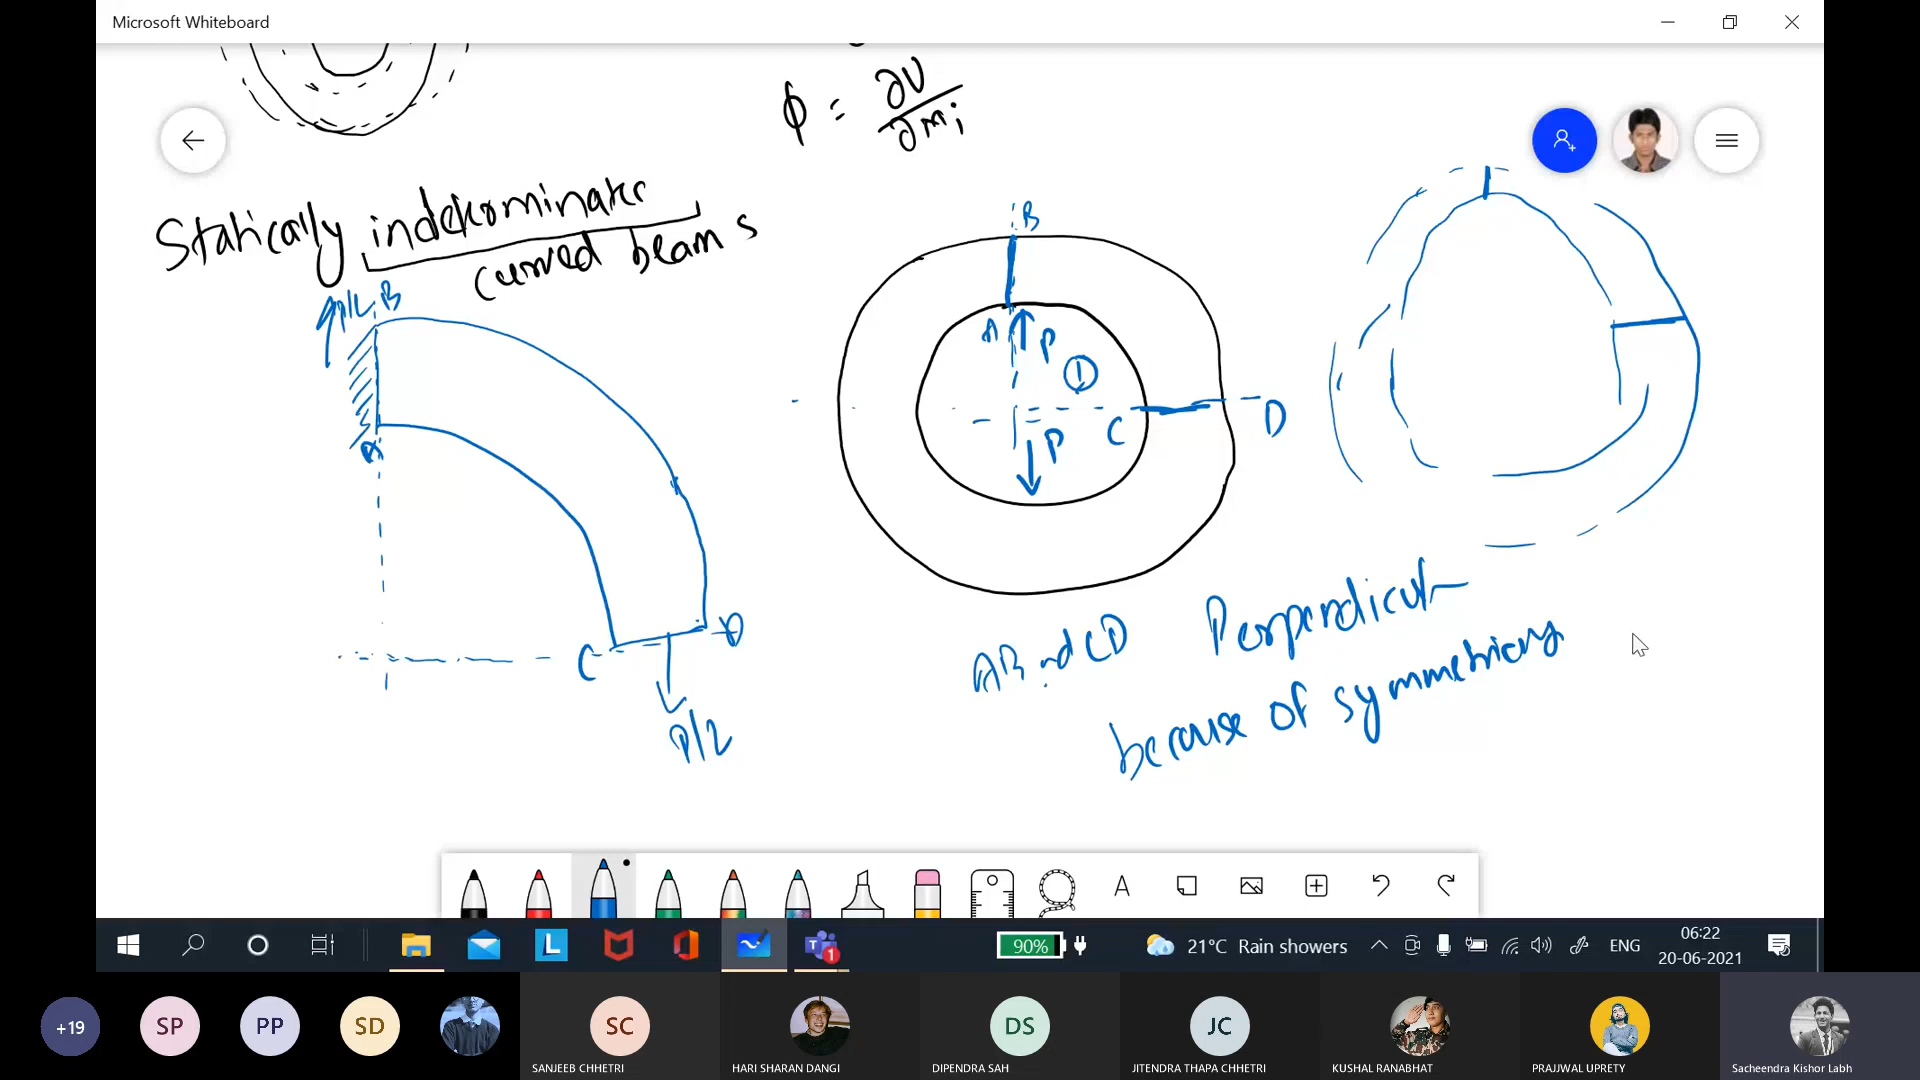 Microsoft Whiteboard
ϕ = ∂U/∂Mi
Statically indeterminate
curved beams
P/2 B
A
C
D
P/2
B
A
P
①
P
C
D
AB and CD Perpendicular
because of symmetricity
A
90%
21°C Rain showers
ENG
06:22
20-06-2021
1
+19
SP
PP
SD
SC
DS
JC
SANJEEB CHHETRI
HARI SHARAN DANGI
DIPENDRA SAH
JITENDRA THAPA CHHETRI
KUSHAL RANABHAT
PRAJJWAL UPRETY
Sacheendra Kishor Labh